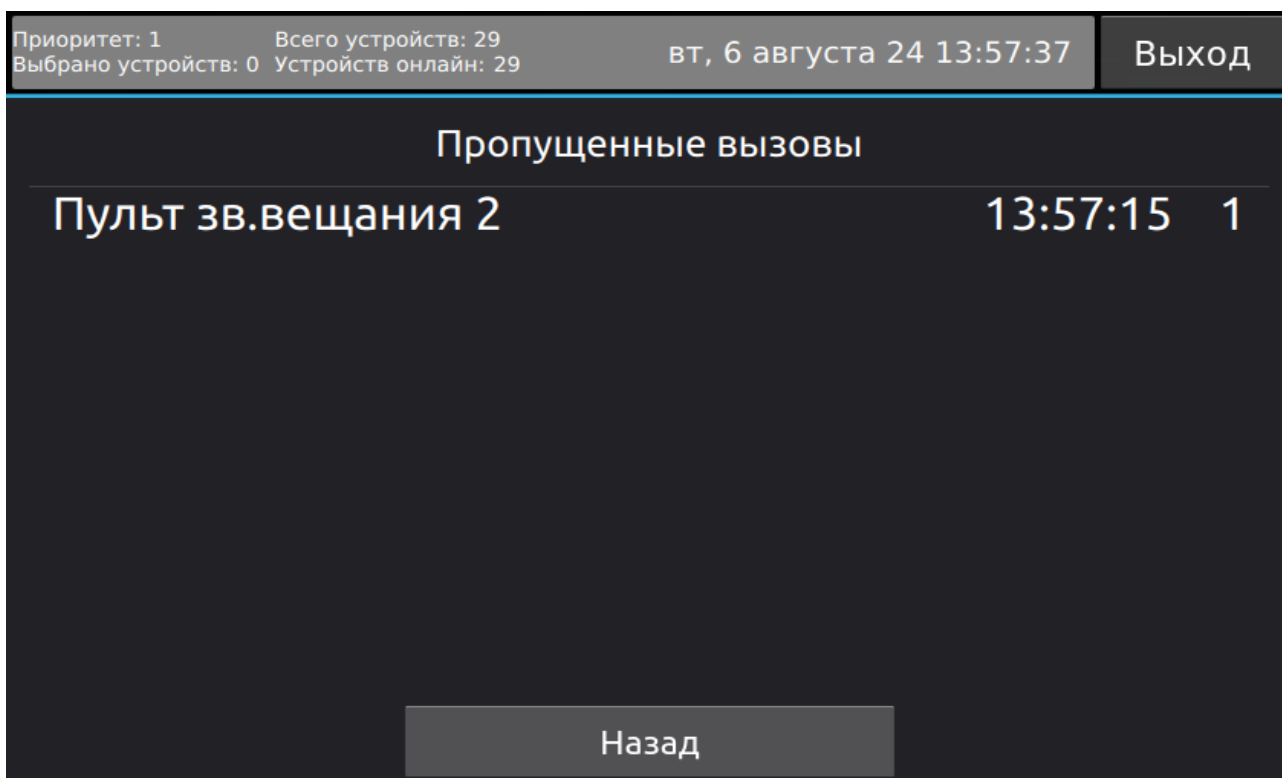 Приоритет: 1 Всего устройств: 29
Выбрано устройств: 0 Устройств онлайн: 29
вт, 6 августа 24 13:57:37
Выход
Пропущенные вызовы
Пульт зв.вещания 2 13:57:15 1
Назад